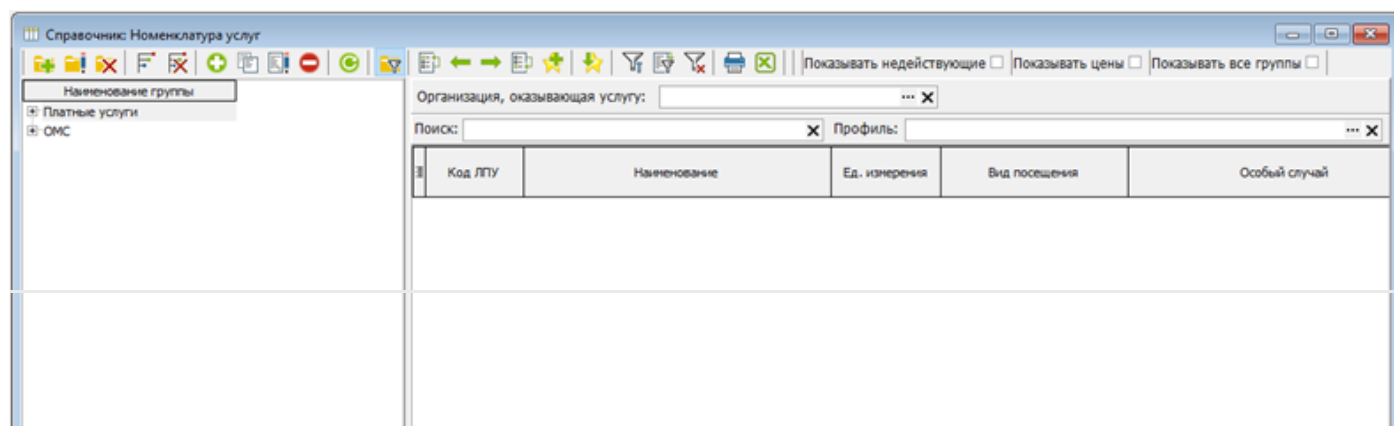 Справочник: Номенклатура услуг
Показывать недействующие Показывать цены Показывать все группы
Наименование группы
Платные услуги
ОМС
Организация, оказывающая услугу:
Поиск: Профиль:
Код ЛПУ Наименование Ед. измерения Вид посещения Особый случай